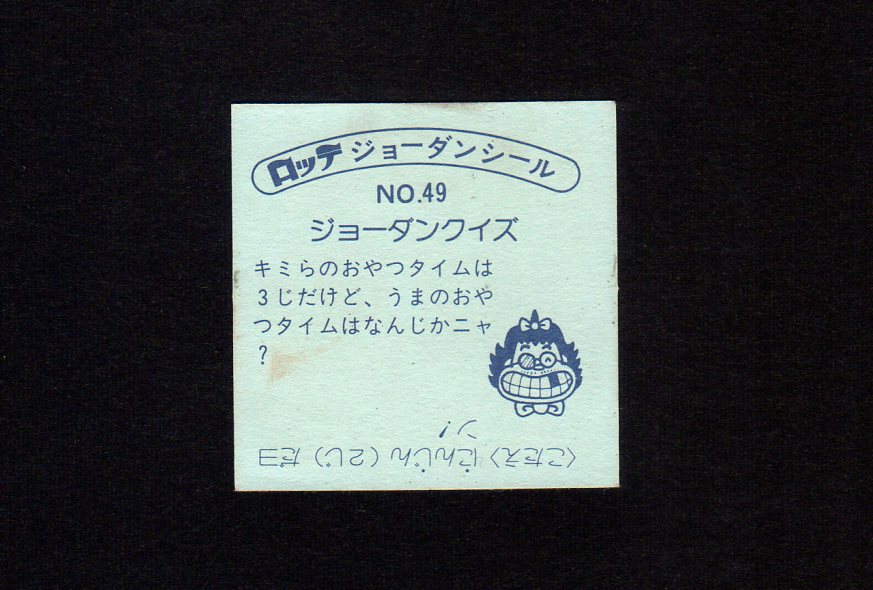 ロッテ ジョーダンシール
NO.49
ジョーダンクイズ
キミらのおやつタイムは
3じだけど、うまのおや
つタイムはなんじかニャ
?
〈こたえ〉にんじん(2じ)だヨ
ン!